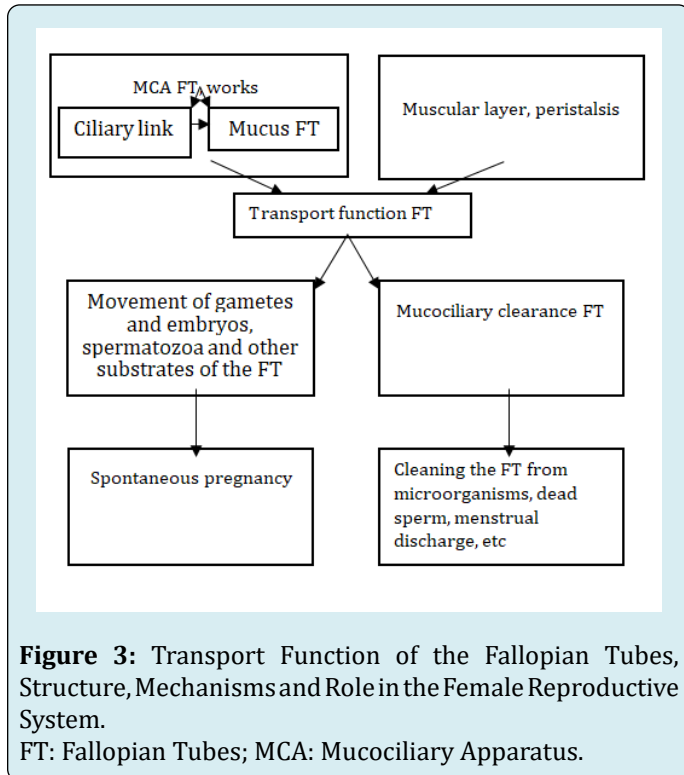 MCA FT works
Ciliary link
Mucus FT
Muscular layer, peristalsis
Transport function FT
Movement of gametes
and embryos,
spermatozoa and other
substrates of the FT
Mucociliary clearance FT
Spontaneous pregnancy
Cleaning the FT from
microorganisms, dead
sperm, menstrual
discharge, etc
Figure 3: Transport Function of the Fallopian Tubes,
Structure, Mechanisms and Role in the Female Reproductive
System.
FT: Fallopian Tubes; MCA: Mucociliary Apparatus.